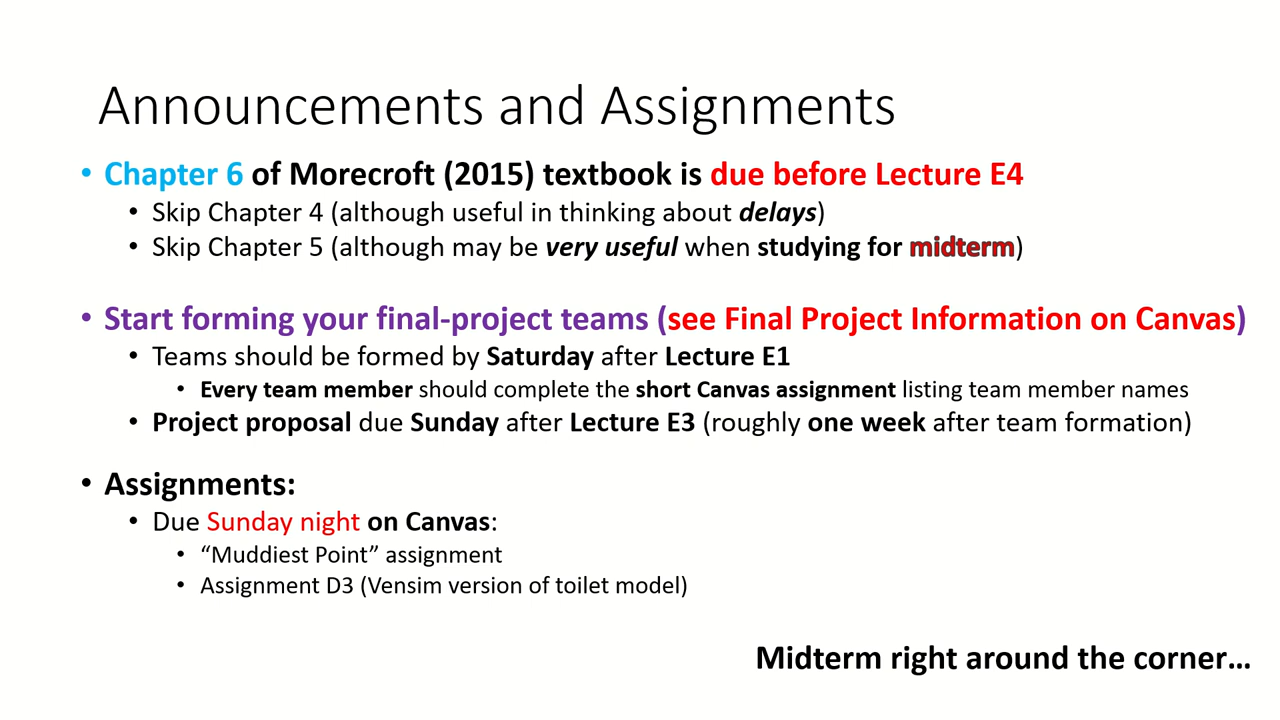 Announcements and Assignments
• Chapter 6 of Morecroft (2015) textbook is due before Lecture E4
• Skip Chapter 4 (although useful in thinking about delays)
• Skip Chapter 5 (although may be very useful when studying for midterm)
• Start forming your final-project teams (see Final Project Information on Canvas)
• Teams should be formed by Saturday after Lecture E1
• Every team member should complete the short Canvas assignment listing team member names
• Project proposal due Sunday after Lecture E3 (roughly one week after team formation)
• Assignments:
• Due Sunday night on Canvas:
• “Muddiest Point” assignment
• Assignment D3 (Vensim version of toilet model)
Midterm right around the corner…